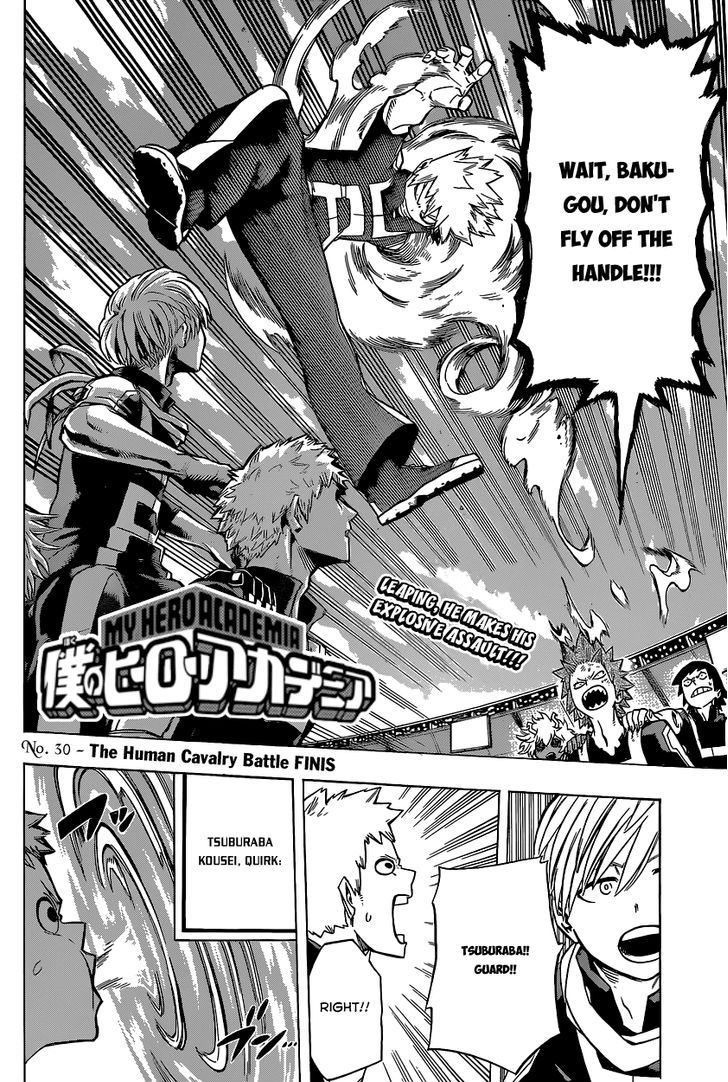 WAIT, BAKU-
GOU, DON'T
FLY OFF THE
HANDLE!!!
LEAPING, HE MAKES HIS
EXPLOSIVE ASSAULT!!!
MY HERO ACADEMIA
僕のヒーローアカデミア
No. 30 - The Human Cavalry Battle FINIS
TSUBURABA!!
GUARD!!
RIGHT!!
TSUBURABA
KOUSEI, QUIRK: